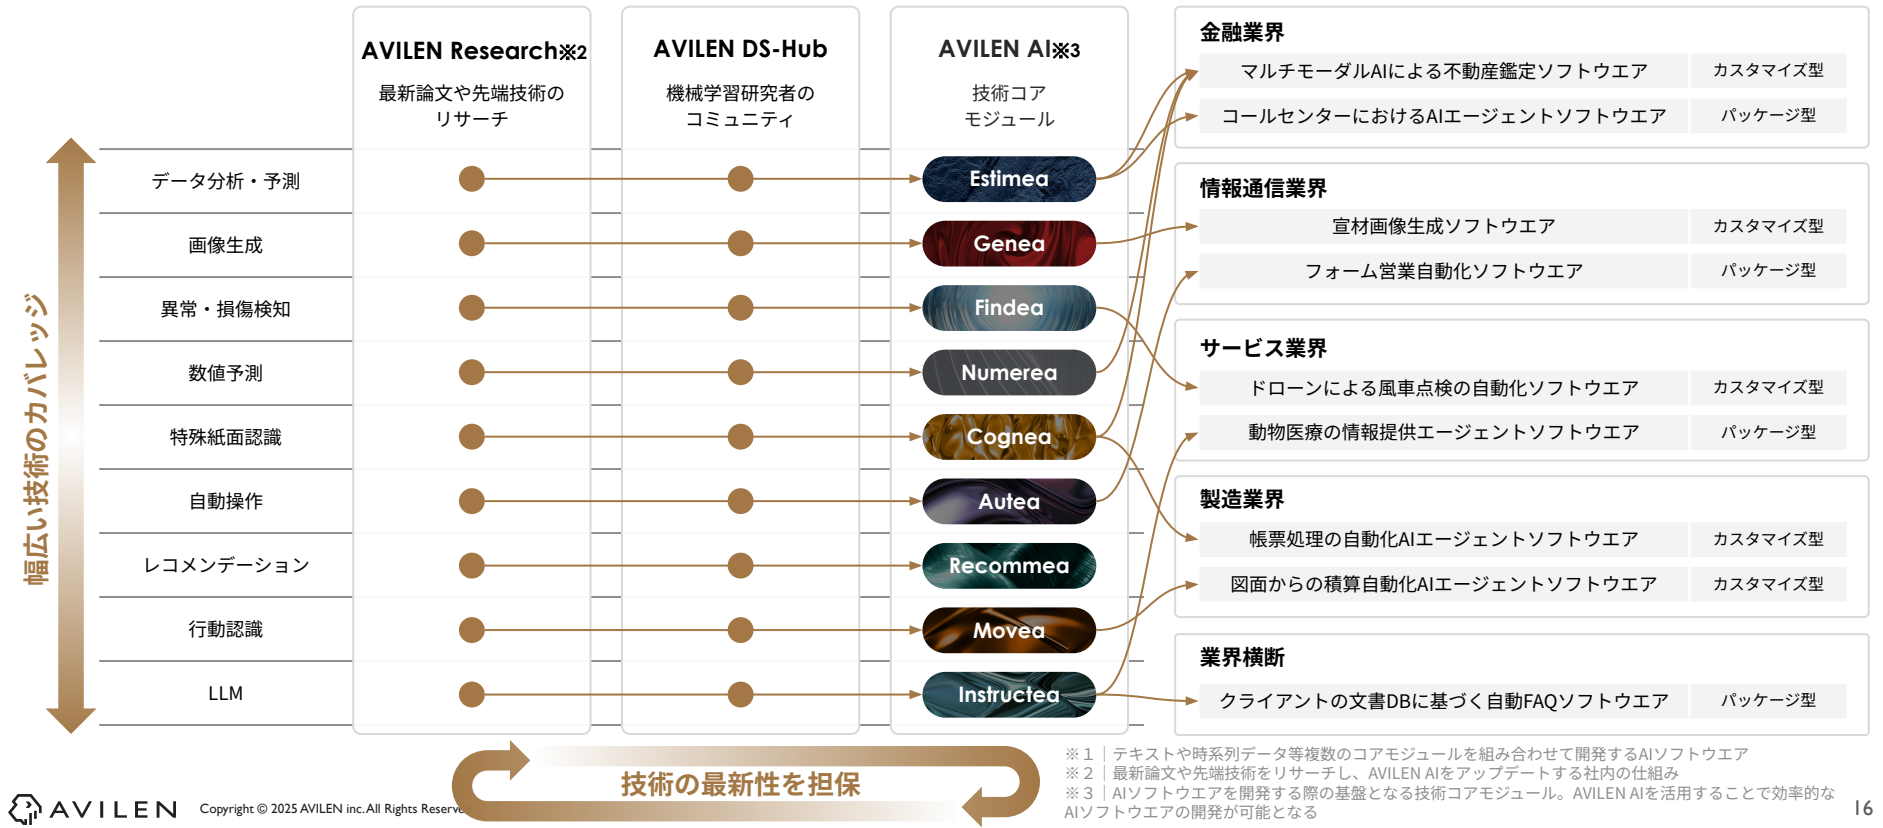 AVILEN Research※2
最新論文や先端技術の
リサーチ
AVILEN DS-Hub
機械学習研究者の
コミュニティ
AVILEN AI※3
技術コア
モジュール
幅広い技術のカバレッジ
データ分析・予測
Estimea
画像生成
Genea
異常・損傷検知
Findea
数値予測
Numerea
特殊紙面認識
Cognea
自動操作
Autea
レコメンデーション
Recommea
行動認識
Movea
LLM
Instructea
金融業界
マルチモーダルAIによる不動産鑑定ソフトウエア カスタマイズ型
コールセンターにおけるAIエージェントソフトウエア パッケージ型
情報通信業界
宣材画像生成ソフトウエア カスタマイズ型
フォーム営業自動化ソフトウエア パッケージ型
サービス業界
ドローンによる風車点検の自動化ソフトウエア カスタマイズ型
動物医療の情報提供エージェントソフトウエア パッケージ型
製造業界
帳票処理の自動化AIエージェントソフトウエア カスタマイズ型
図面からの積算自動化AIエージェントソフトウエア カスタマイズ型
業界横断
クライアントの文書DBに基づく自動FAQソフトウエア パッケージ型
技術の最新性を担保
※１｜テキストや時系列データ等複数のコアモジュールを組み合わせて開発するAIソフトウエア
※２｜最新論文や先端技術をリサーチし、AVILEN AIをアップデートする社内の仕組み
※３｜AIソフトウエアを開発する際の基盤となる技術コアモジュール。AVILEN AIを活用することで効率的な
AIソフトウエアの開発が可能となる
AVILEN
Copyright © 2025 AVILEN inc. All Rights Reserve
16